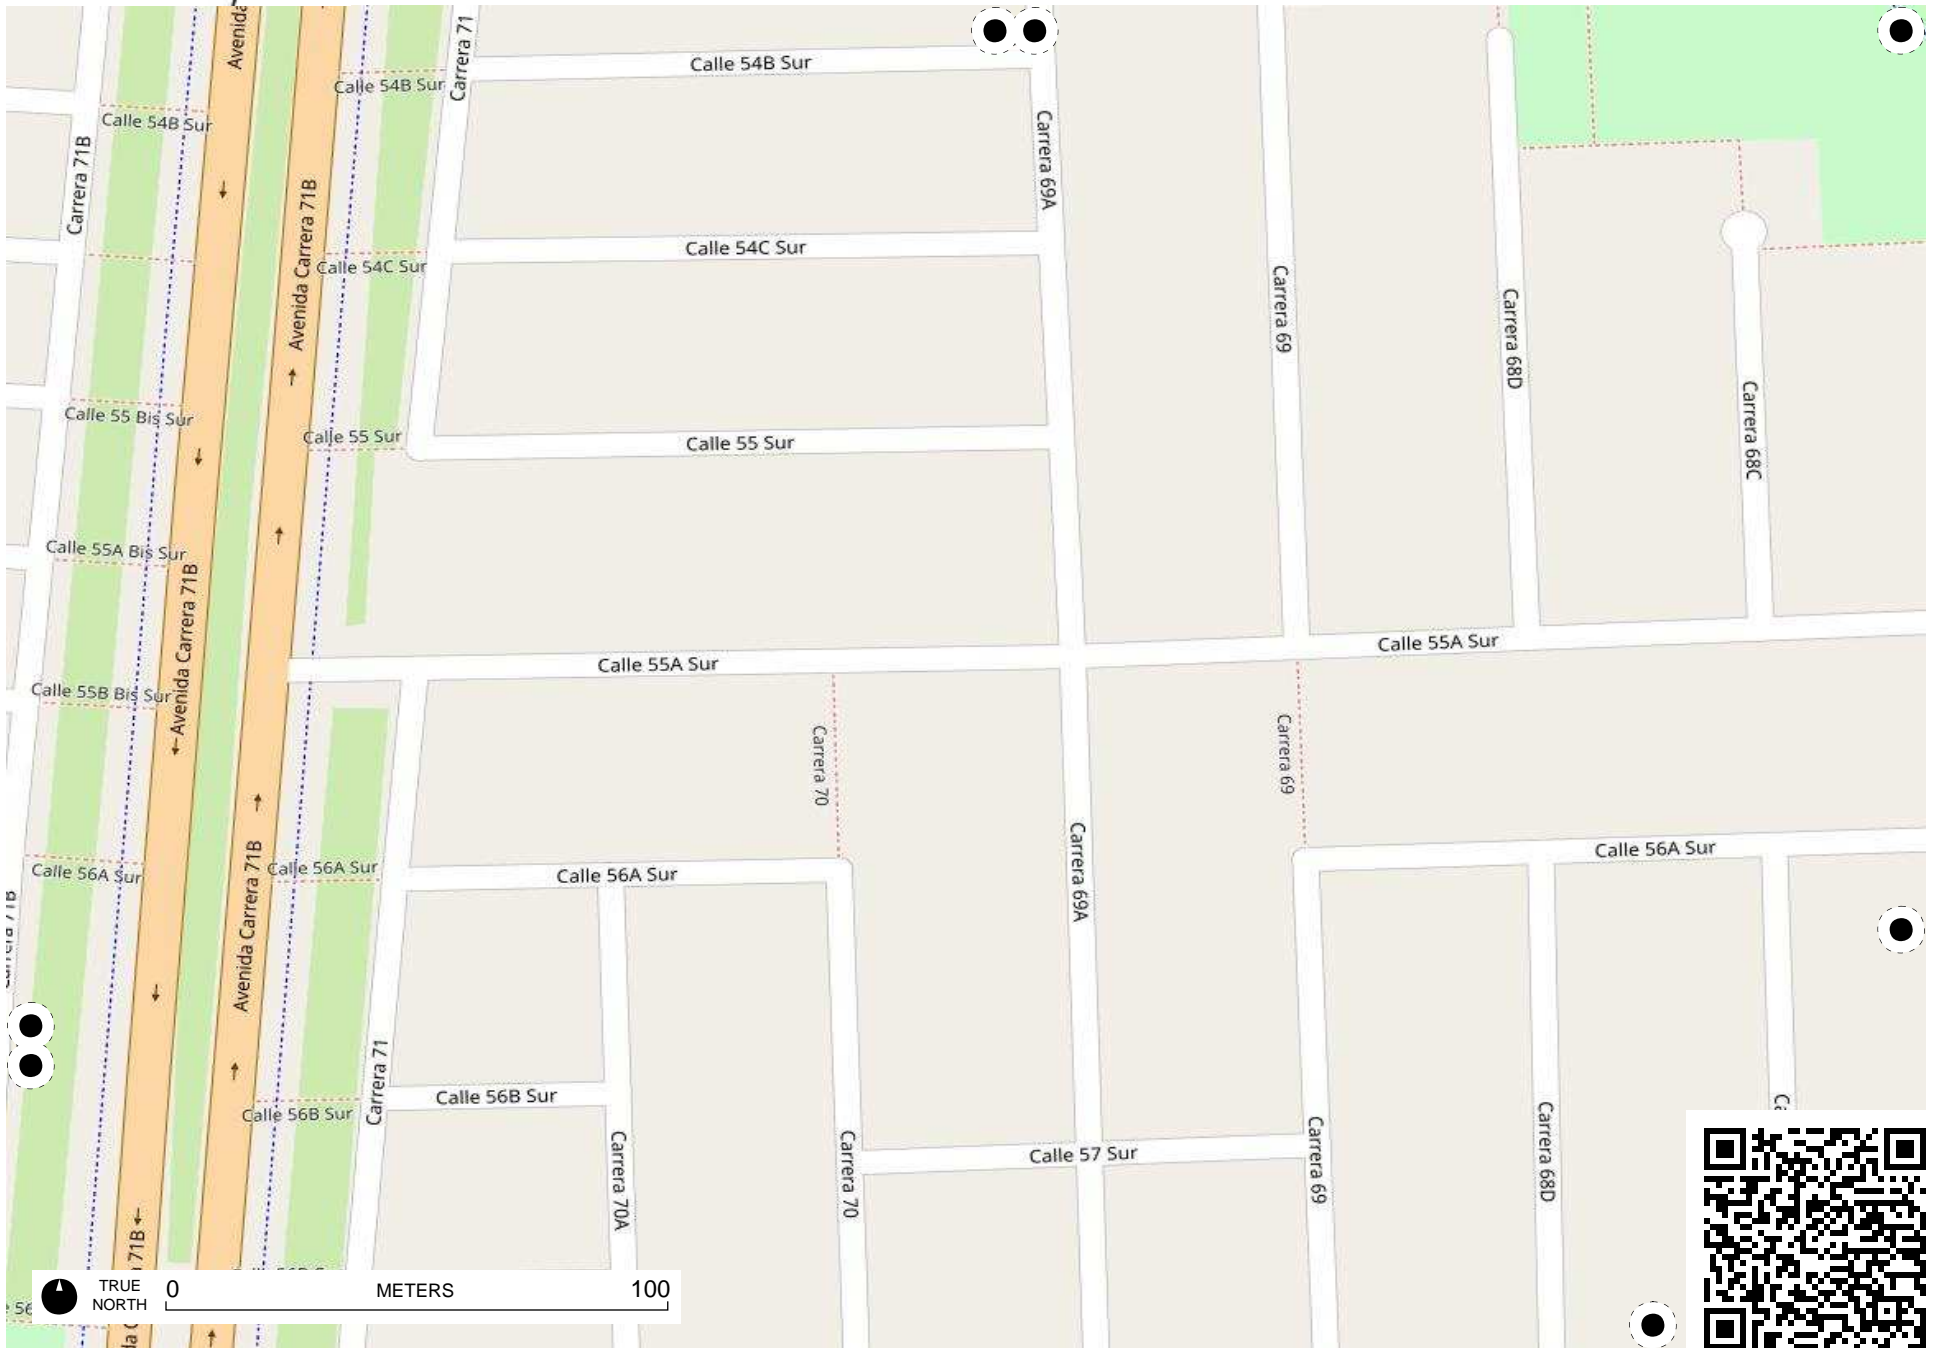 Avenida
Carrera 71
Calle 54B Sur
Calle 54B Sur
Calle 54B Sur
Carrera 71B
Carrera 69A
Avenida Carrera 71B
Calle 54C Sur
Calle 54C Sur
Carrera 69
Carrera 68D
Carrera 68C
Calle 55 Bis Sur
Calle 55 Sur
Calle 55 Sur
Calle 55A Bis Sur
Avenida Carrera 71B
Calle 55A Sur
Calle 55A Sur
Calle 55B Bis Sur
Carrera 70
Carrera 69
Calle 56A Sur
Calle 56A Sur
Calle 56A Sur
Calle 56A Sur
Carrera 69A
Avenida Carrera 71B
Carrera 71
Calle 56B Sur
Calle 56B Sur
Carrera 70A
Carrera 70
Calle 57 Sur
Carrera 69
Carrera 68D
Ca
71B
TRUE
NORTH
0 METERS 100